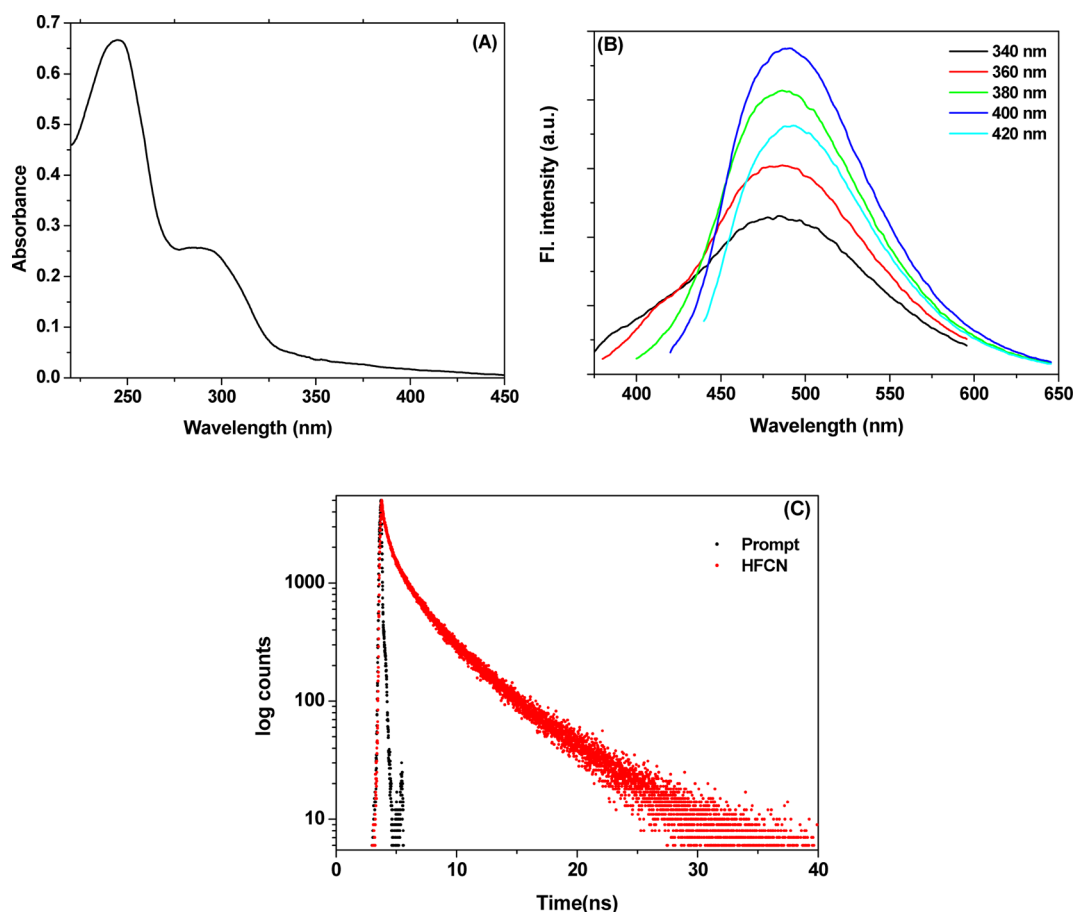 (A)
0.7
0.6
0.5
0.4
0.3
0.2
0.1
0.0
Absorbance
250 300 350 400 450
Wavelength (nm)
(B)
340 nm
360 nm
380 nm
400 nm
420 nm
Fl. intensity (a.u.)
400 450 500 550 600 650
Wavelength (nm)
(C)
Prompt
HFCN
1000
100
10
log counts
0 10 20 30 40
Time(ns)